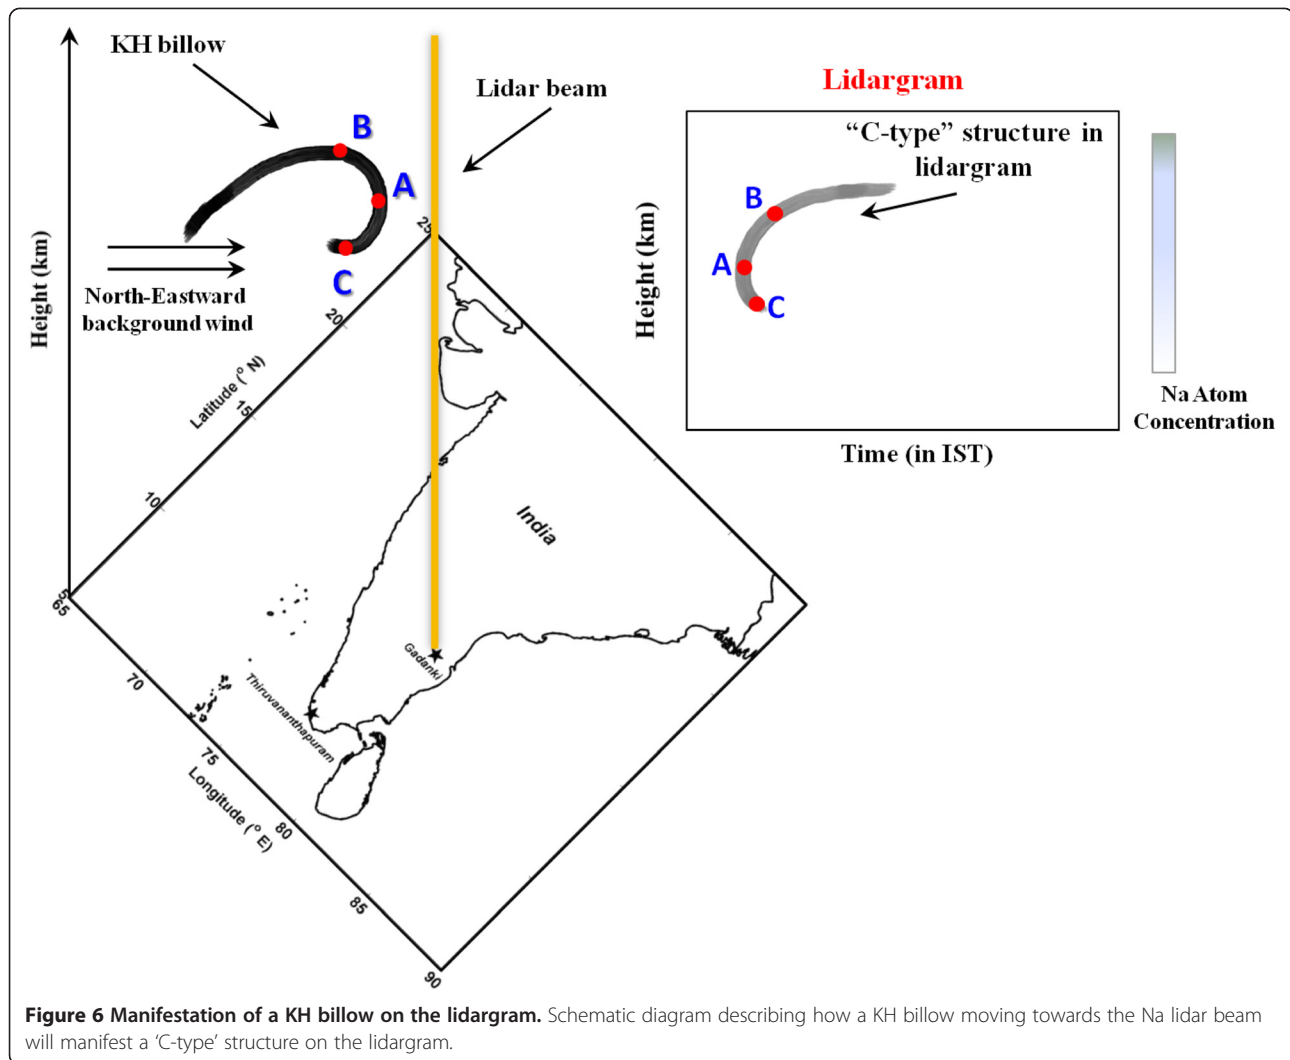 KH billow
Lidar beam
B
A
C
North-Eastward
background wind
Height (km)
Lidargram
"C-type" structure in
lidargram
B
A
C
Height (km)
Time (in IST)
Na Atom
Concentration
25
20
15
10
5
Latitude (° N)
65
70
75
80
85
90
Longitude (° E)
India
Gadanki
Thiruvananthapuram
Figure 6 Manifestation of a KH billow on the lidargram. Schematic diagram describing how a KH billow moving towards the Na lidar beam
will manifest a 'C-type' structure on the lidargram.